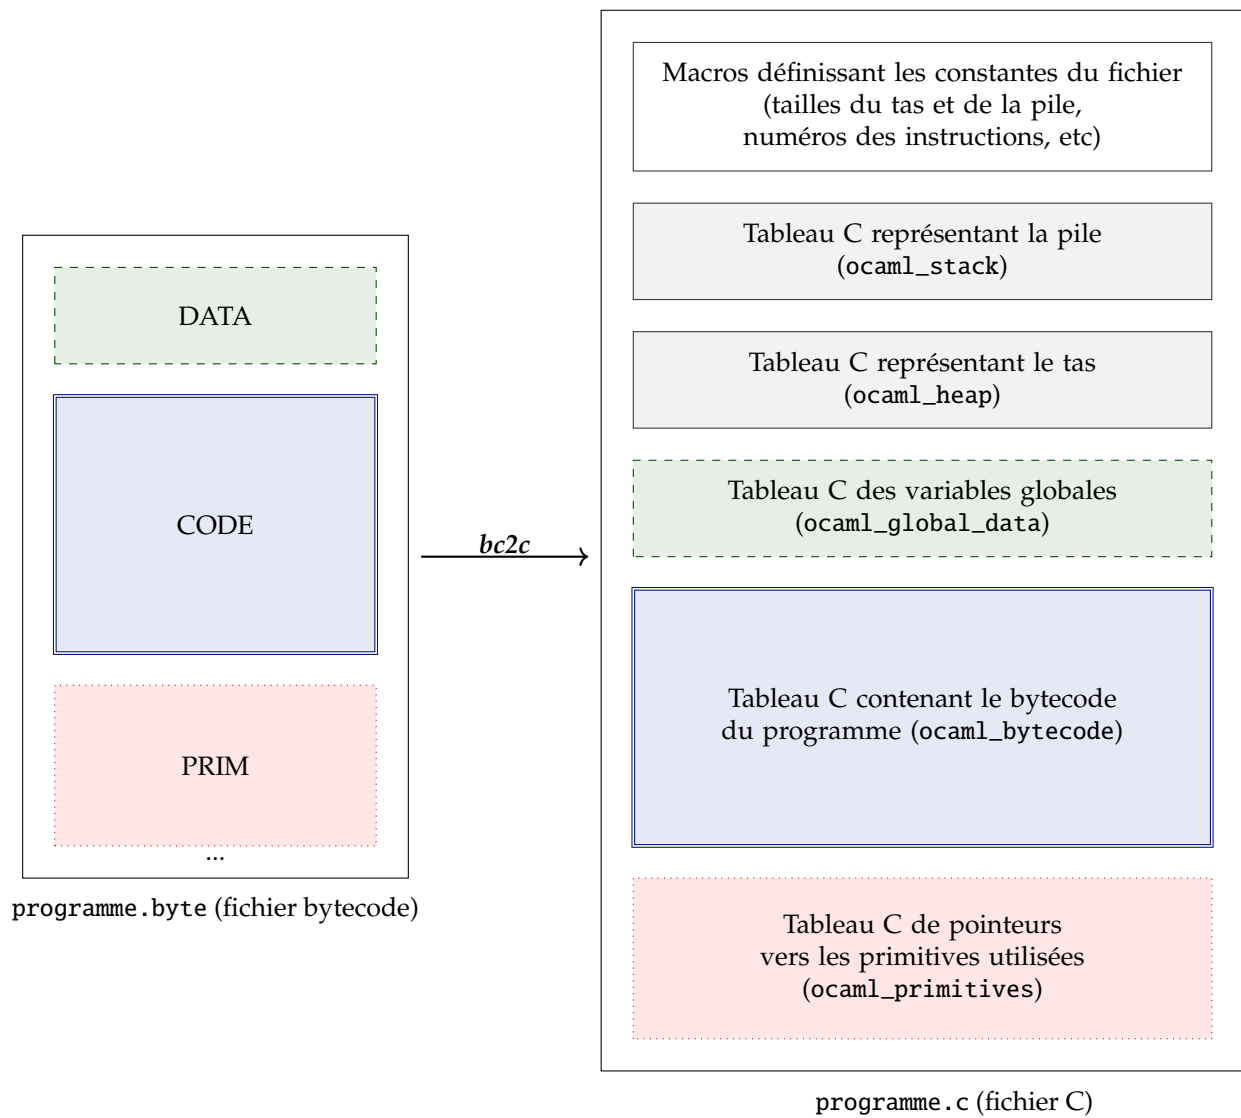 DATA
CODE
PRIM
...
programme.byte (fichier bytecode)
bc2c
Macros définissant les constantes du fichier
(tailles du tas et de la pile,
numéros des instructions, etc)
Tableau C représentant la pile
(ocaml_stack)
Tableau C représentant le tas
(ocaml_heap)
Tableau C des variables globales
(ocaml_global_data)
Tableau C contenant le bytecode
du programme (ocaml_bytecode)
Tableau C de pointeurs
vers les primitives utilisées
(ocaml_primitives)
programme.c (fichier C)